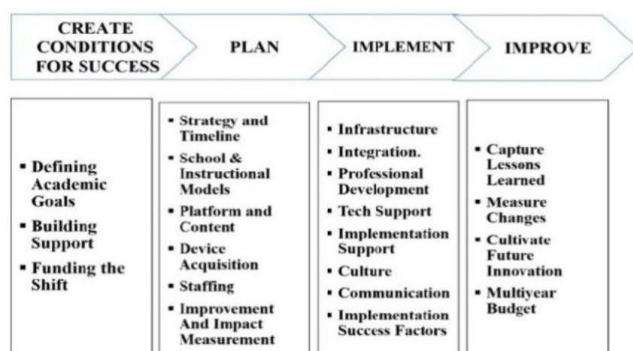 CREATE
CONDITIONS
FOR SUCCESS
PLAN
IMPLEMENT
IMPROVE
▪ Defining
Academic
Goals
▪ Building
Support
▪ Funding the
Shift
▪ Strategy and
Timeline
▪ School &
Instructional
Models
▪ Platform and
Content
▪ Device
Acquisition
▪ Staffing
▪ Improvement
And Impact
Measurement
▪ Infrastructure
▪ Integration.
▪ Professional
Development
▪ Tech Support
▪ Implementation
Support
▪ Culture
▪ Communication
▪ Implementation
Success Factors
▪ Capture
Lessons
Learned
▪ Measure
Changes
▪ Cultivate
Future
Innovation
▪ Multiyear
Budget